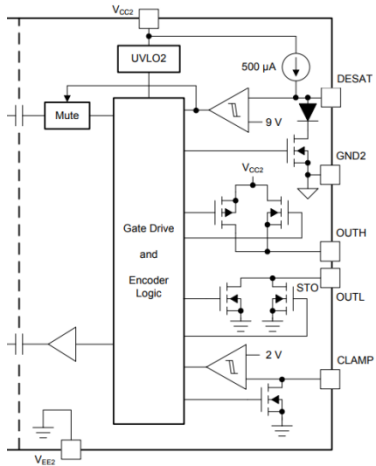 VCC2
UVLO2
500 µA
DESAT
Mute
9 V
GND2
VCC2
Gate Drive
and
Encoder
Logic
OUTH
STO
OUTL
2 V
CLAMP
VEE2